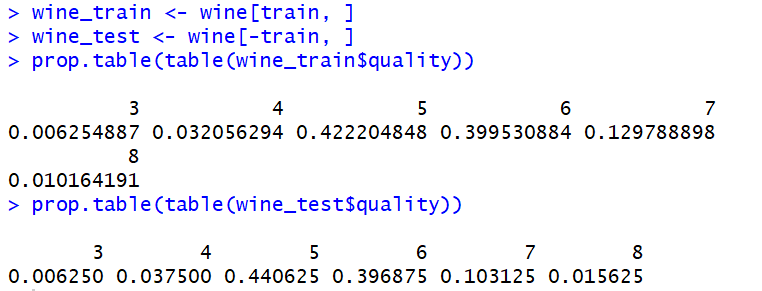 > wine_train <- wine[train, ]
> wine_test <- wine[-train, ]
> prop.table(table(wine_train$quality))
3 4 5 6 7
0.006254887 0.032056294 0.422204848 0.399530884 0.129788898
8
0.010164191
> prop.table(table(wine_test$quality))
3 4 5 6 7 8
0.006250 0.037500 0.440625 0.396875 0.103125 0.015625